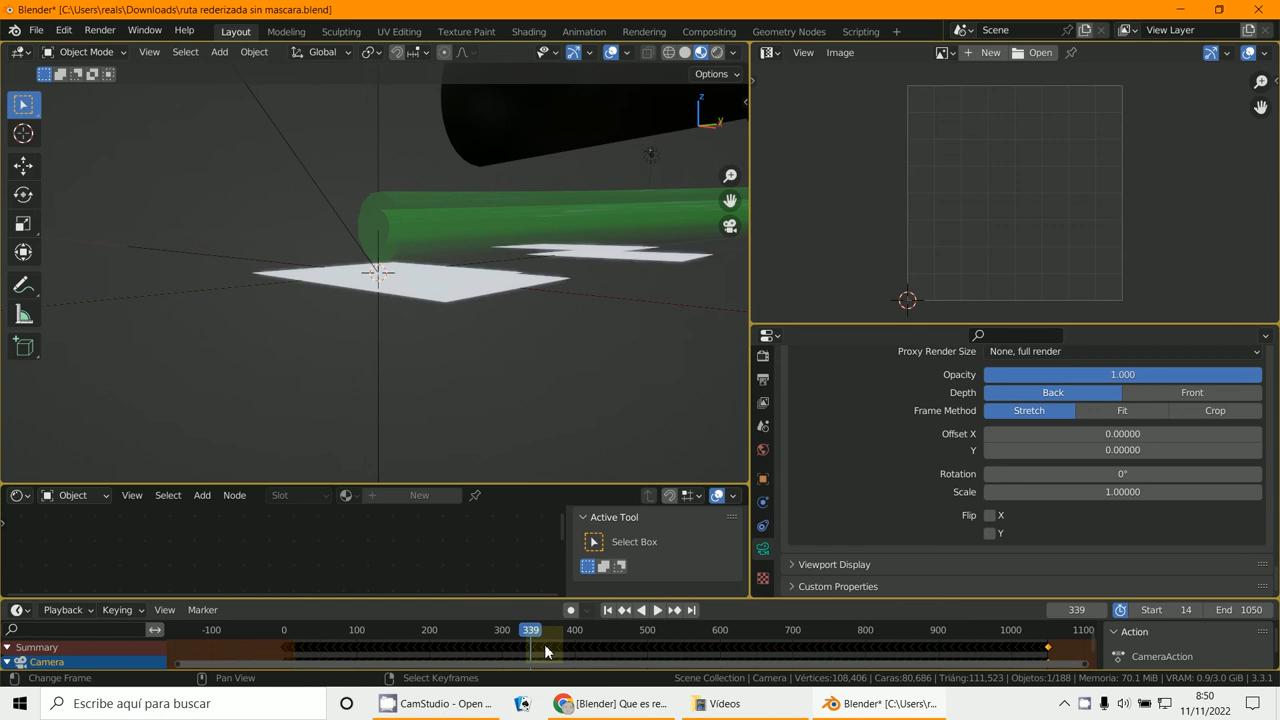 Blender* [C:\Users\reals\Downloads\ruta rederizada sin mascara.blend]
File Edit Render Window Help Layout Modeling Sculpting UV Editing Texture Paint Shading Animation Rendering Compositing Geometry Nodes Scripting + Scene View Layer
Object Mode View Select Add Object Global
View Image New Open
Options
z
y
Proxy Render Size None, full render
Opacity 1.000
Depth Back Front
Frame Method Stretch Fit Crop
Offset X 0.00000
Y 0.00000
Rotation 0°
Scale 1.00000
Flip X
Y
Viewport Display
Custom Properties
Object View Select Add Node Slot New
Active Tool
Select Box
Playback Keying View Marker 339 Start 14 End 1050
-100 0 100 200 300 339 400 500 600 700 800 900 1000 1100
Action
Summary
Camera
CameraAction
Change Frame Pan View Select Keyframes Scene Collection | Camera | Vértices:108,406 | Caras:80,686 | Triáng:111,523 | Objetos:1/188 | Memoria: 70.1 MiB | VRAM: 0.9/3.0 GiB | 3.3.1
Escribe aquí para buscar
CamStudio - Open ...
[Blender] Que es re...
Vídeos
Blender* [C:\Users\r...
8:50
11/11/2022